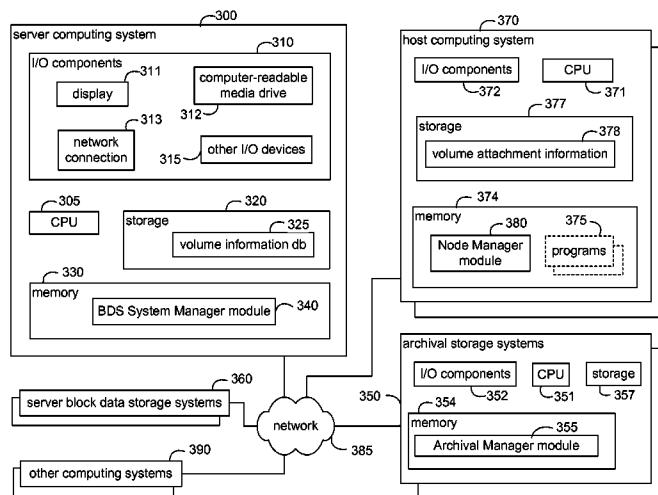 300
server computing system
310
I/O components
311
display
computer-readable
media drive
312
313
network
connection
315
other I/O devices
305
CPU
320
storage
325
volume information db
330
memory
BDS System Manager module
340
360
server block data storage systems
390
other computing systems
network
385
370
host computing system
I/O components
372
CPU
371
377
storage
378
volume attachment information
374
memory
380
Node Manager
module
375
programs
350
archival storage systems
I/O components
352
CPU
351
storage
357
354
memory
355
Archival Manager module